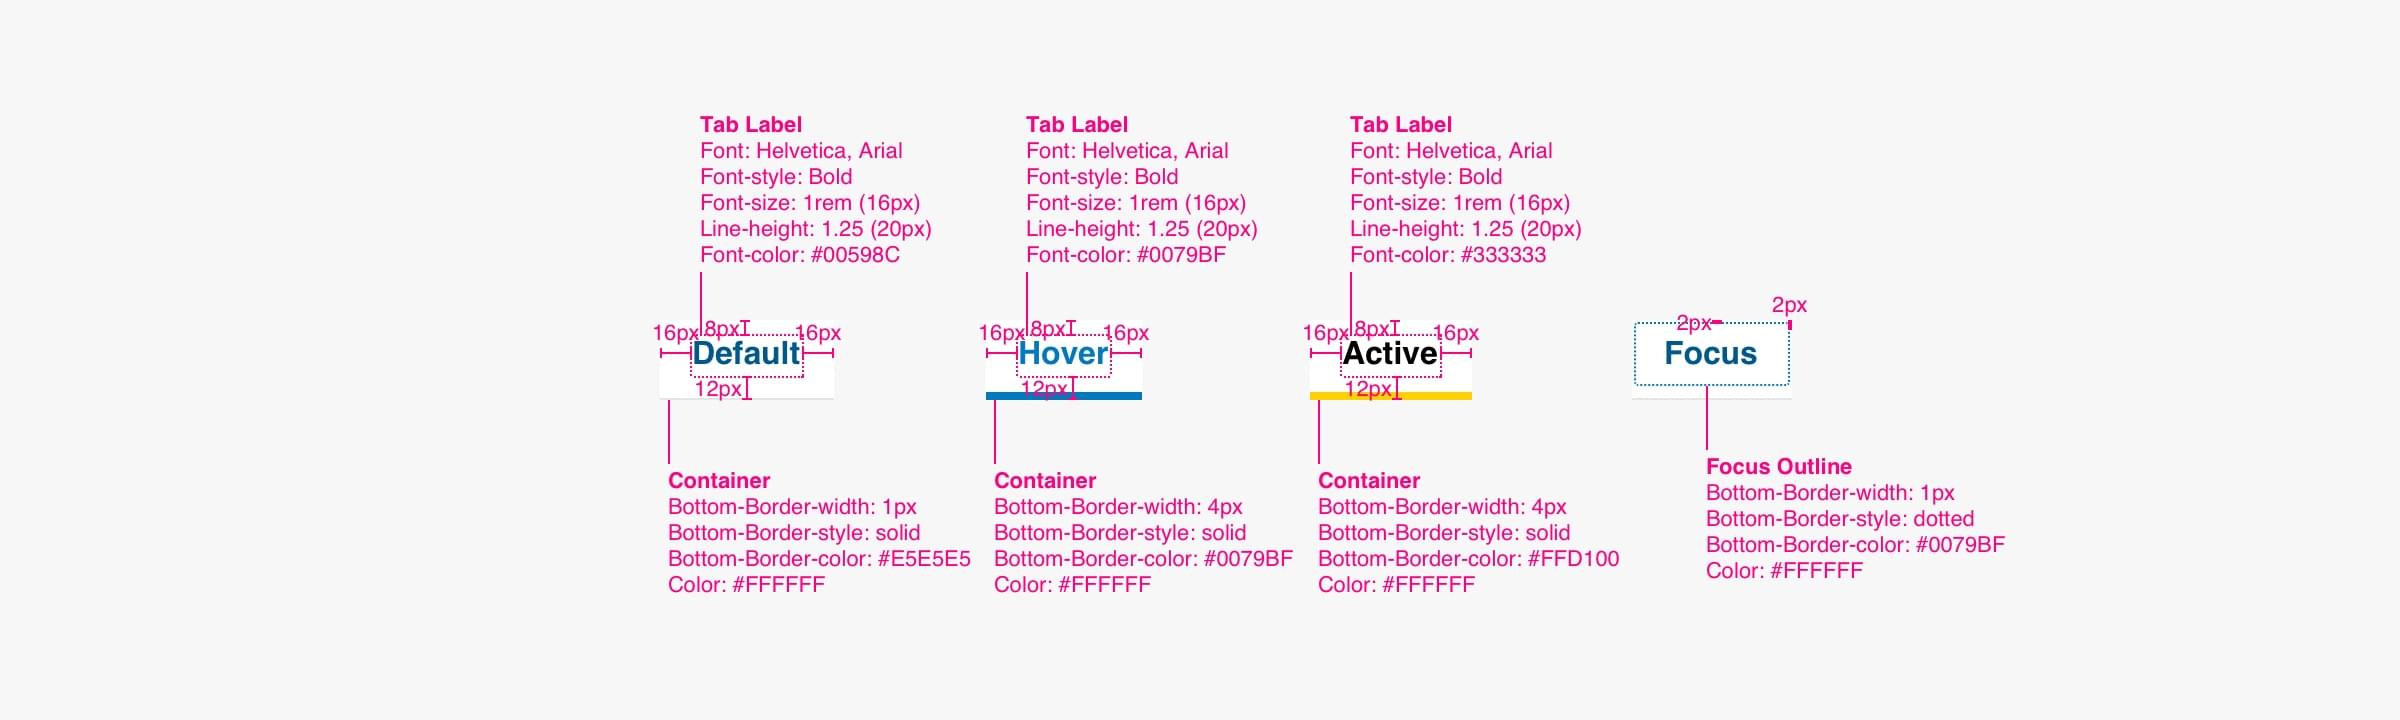 Tab Label
Font: Helvetica, Arial
Font-style: Bold
Font-size: 1rem (16px)
Line-height: 1.25 (20px)
Font-color: #00598C
16px
8px
16px
Default
12px
Container
Bottom-Border-width: 1px
Bottom-Border-style: solid
Bottom-Border-color: #E5E5E5
Color: #FFFFFF
Tab Label
Font: Helvetica, Arial
Font-style: Bold
Font-size: 1rem (16px)
Line-height: 1.25 (20px)
Font-color: #0079BF
16px
8px
16px
Hover
12px
Container
Bottom-Border-width: 4px
Bottom-Border-style: solid
Bottom-Border-color: #0079BF
Color: #FFFFFF
Tab Label
Font: Helvetica, Arial
Font-style: Bold
Font-size: 1rem (16px)
Line-height: 1.25 (20px)
Font-color: #333333
16px
8px
16px
Active
12px
Container
Bottom-Border-width: 4px
Bottom-Border-style: solid
Bottom-Border-color: #FFD100
Color: #FFFFFF
2px
2px
Focus
Focus Outline
Bottom-Border-width: 1px
Bottom-Border-style: dotted
Bottom-Border-color: #0079BF
Color: #FFFFFF